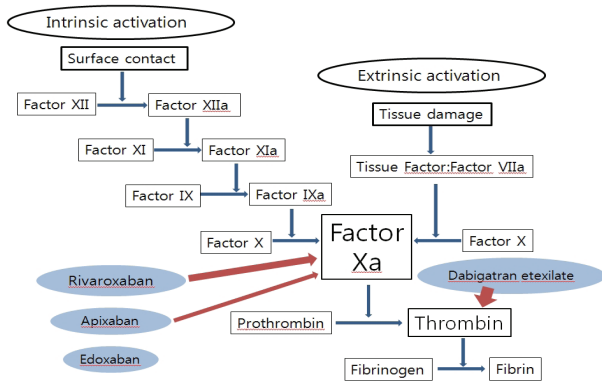 Intrinsic activation
Surface contact
Extrinsic activation
Factor XII
Factor XIIa
Tissue damage
Factor XI
Factor XIa
Tissue Factor:Factor VIIa
Factor IX
Factor IXa
Factor X
Factor
Xa
Factor X
Rivaroxaban
Dabigatran etexilate
Apixaban
Prothrombin
Thrombin
Edoxaban
Fibrinogen
Fibrin